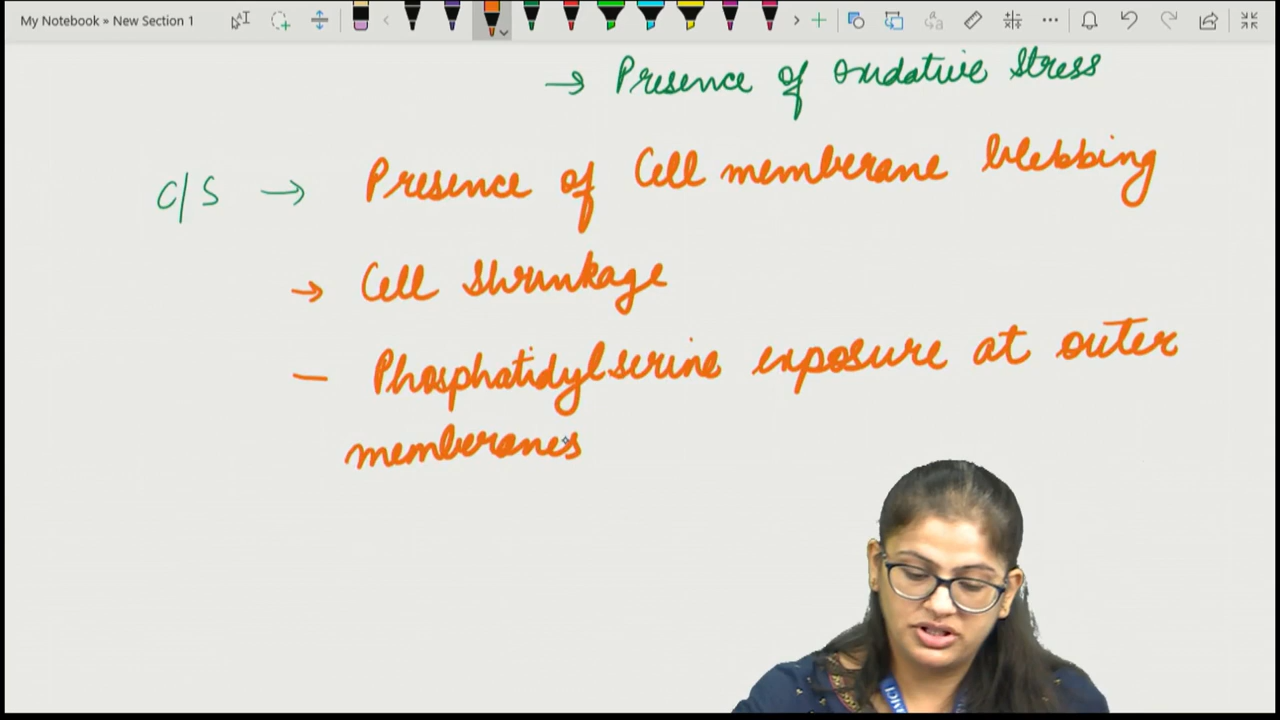 My Notebook » New Section 1
→ Presence of oxidative stress
C/S → Presence of Cell memberane blebbing
→ Cell shrinkage
— Phosphatidylserine exposure at outer
memberanes